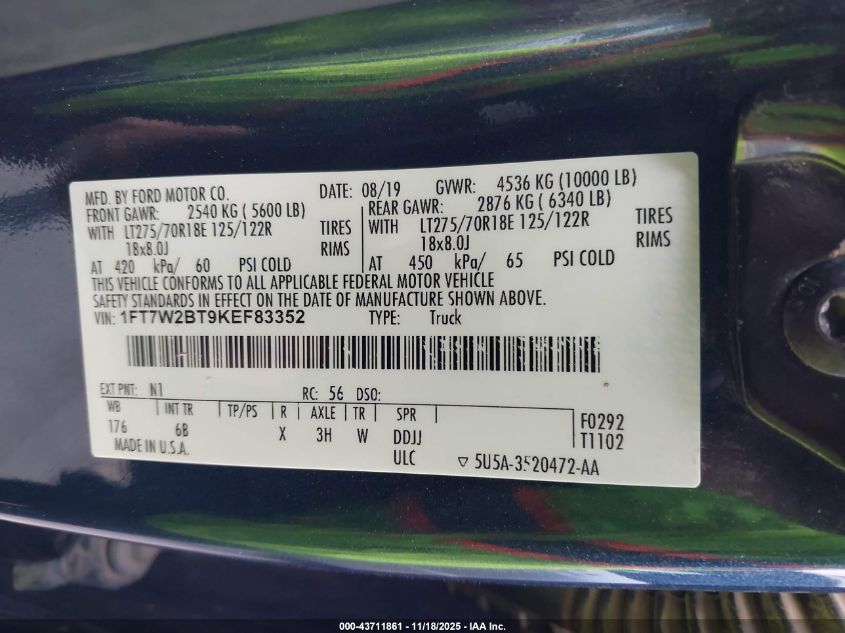 MFD. BY FORD MOTOR CO. DATE: 08/19 GVWR: 4536 KG (10000 LB)
FRONT GAWR: 2540 KG ( 5600 LB) REAR GAWR: 2876 KG ( 6340 LB)
WITH LT275/70R18E 125/122R TIRES WITH LT275/70R18E 125/122R TIRES
18x8.0J RIMS 18x8.0J RIMS
AT 420 kPa/ 60 PSI COLD AT 450 kPa/ 65 PSI COLD
THIS VEHICLE CONFORMS TO ALL APPLICABLE FEDERAL MOTOR VEHICLE
SAFETY STANDARDS IN EFFECT ON THE DATE OF MANUFACTURE SHOWN ABOVE.
VIN: 1FT7W2BT9KEF83352 TYPE: Truck
EXT PNT: N1 RC: 56 DSO:
WB INT TR TP/PS R AXLE TR SPR F0292
176 6B X 3H W DDJJ T1102
MADE IN U.S.A. ULC ▽ 5U5A-3520472-AA
000-43711861 - 11/18/2025 - IAA Inc.